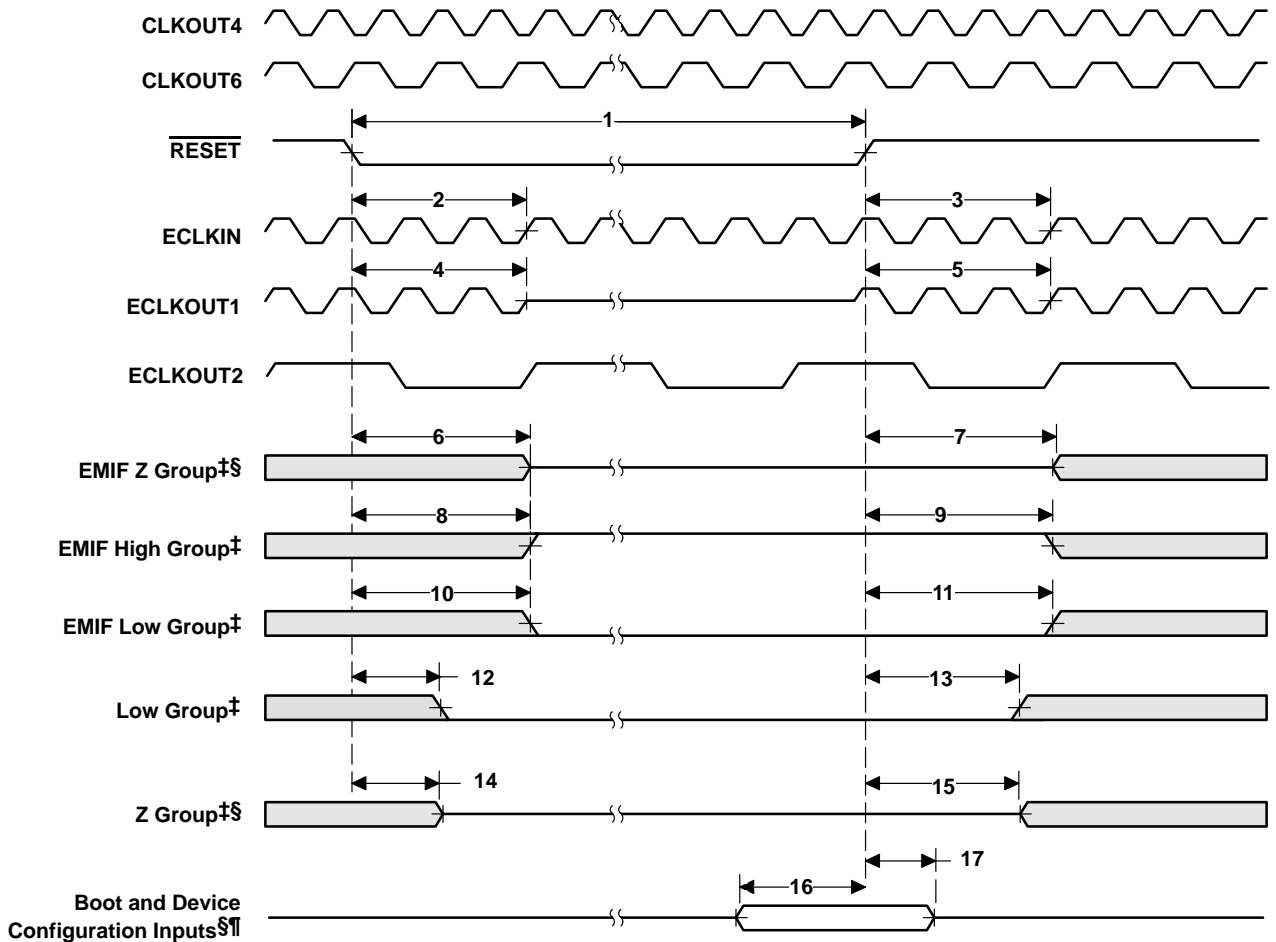 CLKOUT4
CLKOUT6
1
RESET
2
3
ECLKIN
4
5
ECLKOUT1
ECLKOUT2
6
7
EMIF Z Group‡§
8
9
EMIF High Group‡
10
11
EMIF Low Group‡
12
13
Low Group‡
14
15
Z Group‡§
17
16
Boot and Device
Configuration Inputs§¶